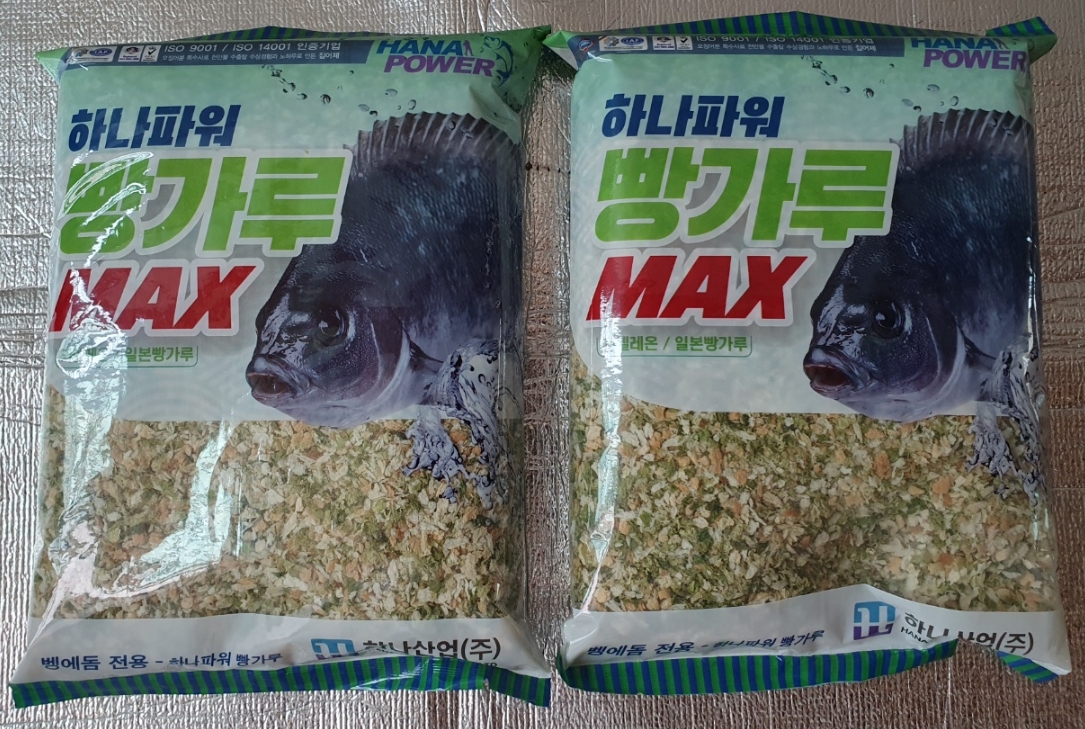 ISO 9001 / ISO 14001 인증기업
HANA
POWER
하나파워
빵가루
MAX
/ 일본빵가루
벵에돔 전용 - 하나파워 빵가루
하나산업(주)
ISO 9001 / ISO 14001 인증기업
HANA
POWER
하나파워
빵가루
MAX
레온 / 일본빵가루
벵에돔 전용 - 하나파워 빵가루
하나산업(주)
HANA